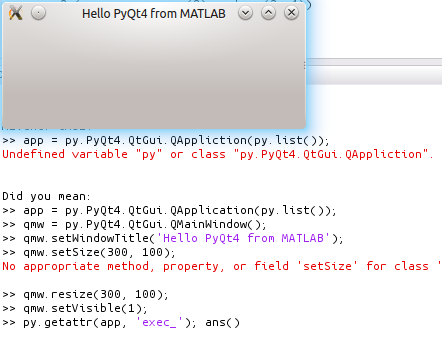 Hello PyQt4 from MATLAB
>> app = py.PyQt4.QtGui.QAppliction(py.list());
Undefined variable "py" or class "py.PyQt4.QtGui.QAppliction".
Did you mean:
>> app = py.PyQt4.QtGui.QApplication(py.list());
>> qmw = py.PyQt4.QtGui.QMainWindow();
>> qmw.setWindowTitle('Hello PyQt4 from MATLAB');
>> qmw.setSize(300, 100);
No appropriate method, property, or field 'setSize' for class '
>> qmw.resize(300, 100);
>> qmw.setVisible(1);
>> py.getattr(app, 'exec_'); ans()